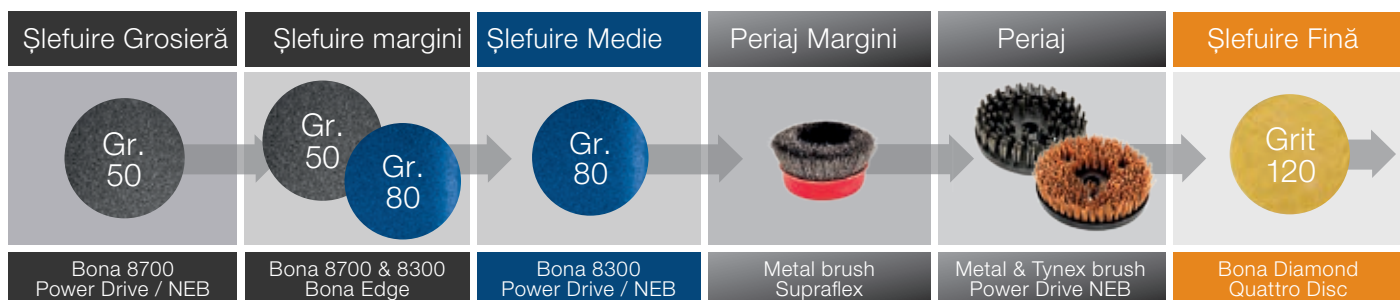 Șlefuire Grosieră
Șlefuire margini
Șlefuire Medie
Periaj Margini
Periaj
Șlefuire Fină
Gr.
50
Gr.
50
Gr.
80
Gr.
80
Grit
120
Bona 8700
Power Drive / NEB
Bona 8700 & 8300
Bona Edge
Bona 8300
Power Drive / NEB
Metal brush
Supraflex
Metal & Tynex brush
Power Drive NEB
Bona Diamond
Quattro Disc